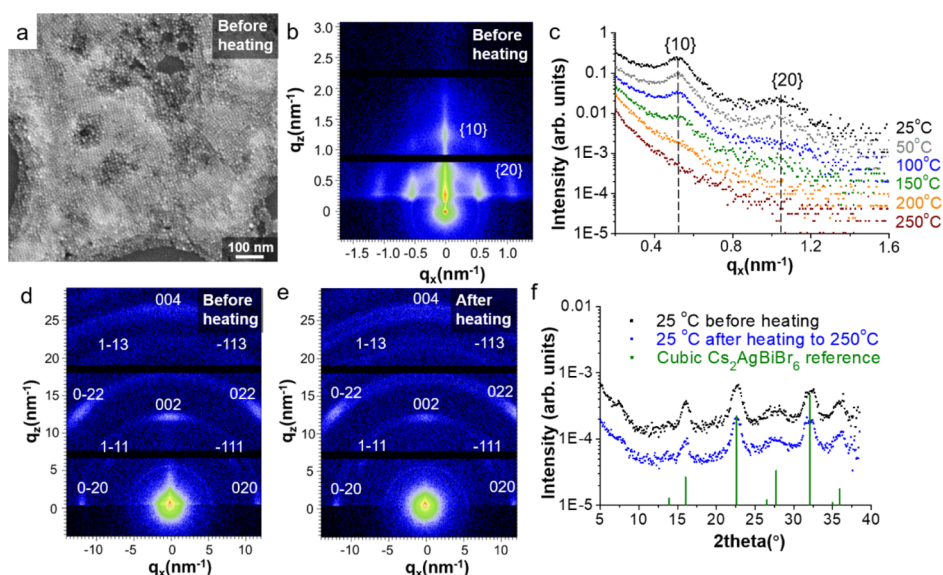 a
Before
heating
100 nm
b
Before
heating
3.0
2.5
2.0
1.5
1.0
0.5
0
{10}
{20}
-1.5
-1.0
-0.5
0
0.5
1.0
qz(nm⁻¹)
qx(nm⁻¹)
c
{10}
{20}
1
0.1
0.01
1E-3
1E-4
1E-5
25°C
50°C
100°C
150°C
200°C
250°C
0.4
0.8
1.2
1.6
Intensity (arb. units)
qx(nm⁻¹)
d
004
Before
heating
1-13
-113
0-22
002
022
1-11
-111
0-20
020
25
20
15
10
5
0
-10
-5
0
5
10
qz(nm⁻¹)
qx(nm⁻¹)
e
004
After
heating
1-13
-113
0-22
002
022
1-11
-111
0-20
020
25
20
15
10
5
0
-10
-5
0
5
10
qz(nm⁻¹)
qx(nm⁻¹)
f
0.01
1E-3
1E-4
1E-5
25 °C before heating
25 °C after heating to 250°C
Cubic Cs₂AgBiBr₆ reference
5
10
15
20
25
30
35
40
Intensity (arb. units)
2theta(°)